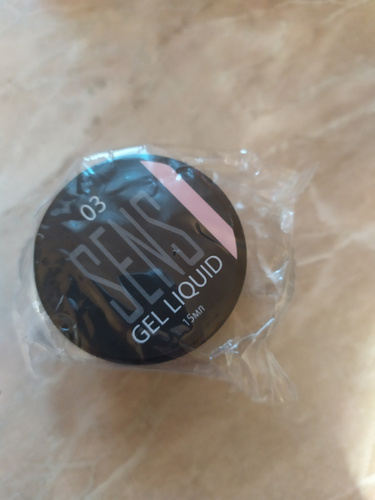 03
SENS
GEL LIQUID
15мл